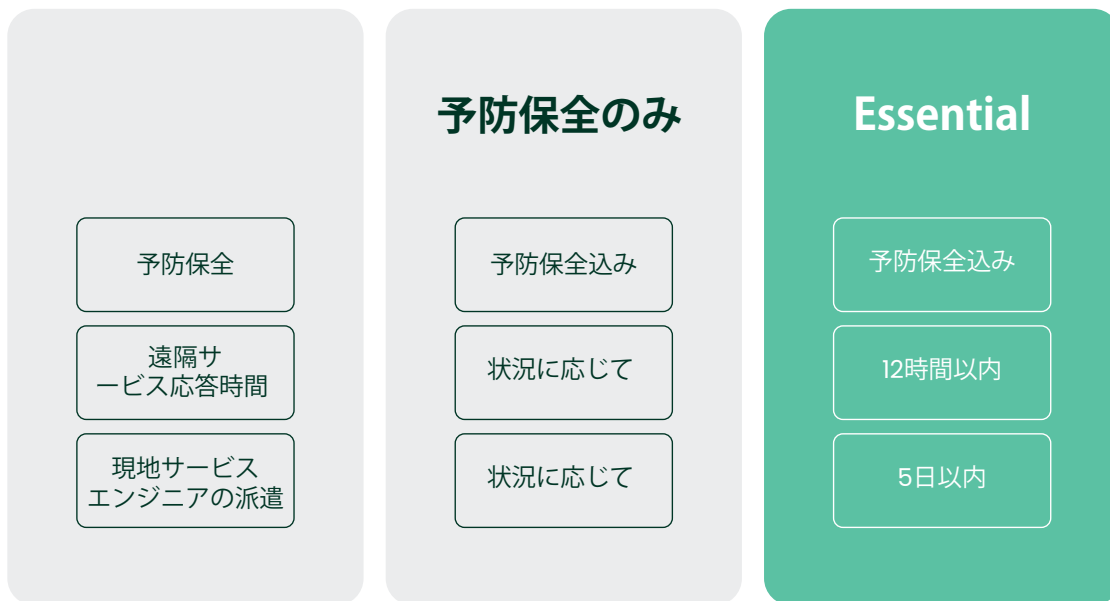 予防保全のみ
Essential
予防保全
予防保全込み
予防保全込み
遠隔サ
ービス応答時間
状況に応じて
12時間以内
現地サービス
エンジニアの派遣
状況に応じて
5日以内